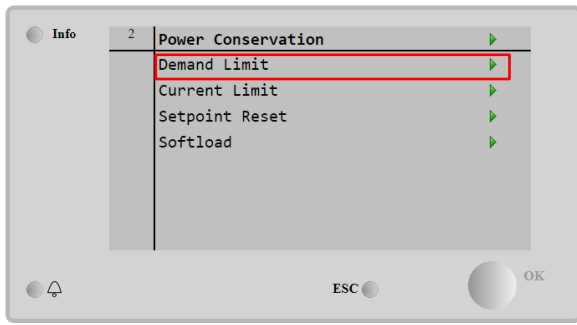 Info
2 Power Conservation
Demand Limit
Current Limit
Setpoint Reset
Softload
ESC
OK